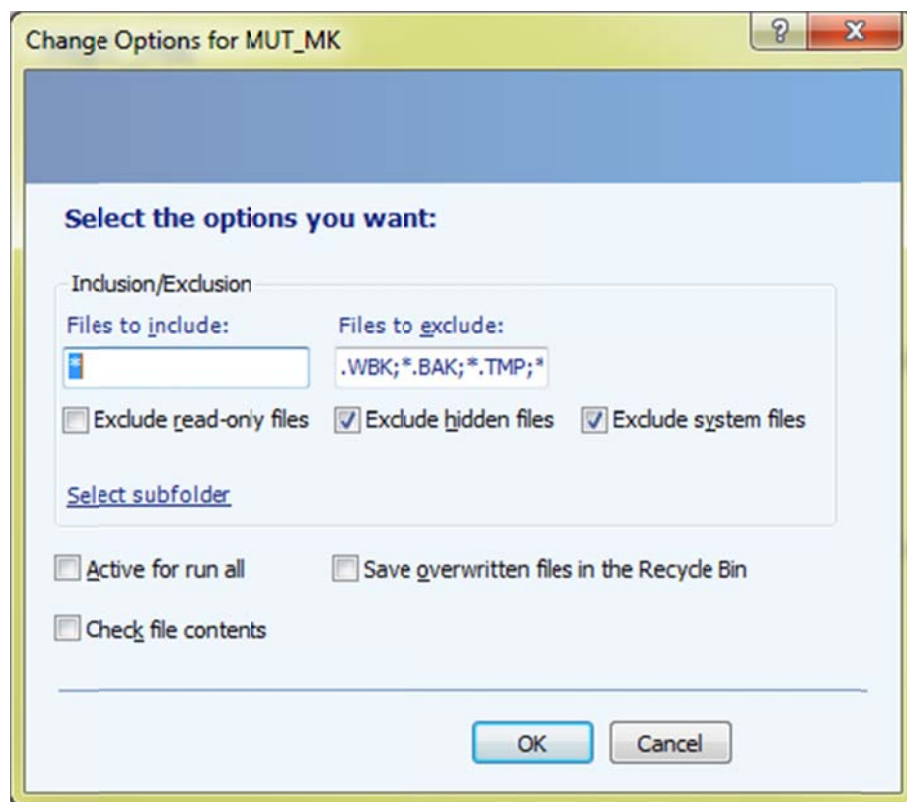 Change Options for MUT_MK
?
X
Select the options you want:
Inclusion/Exclusion
Files to include:
Files to exclude:
*
.WBK;*.BAK;*.TMP;*
Exclude read-only files
Exclude hidden files
Exclude system files
Select subfolder
Active for run all
Save overwritten files in the Recycle Bin
Check file contents
OK
Cancel